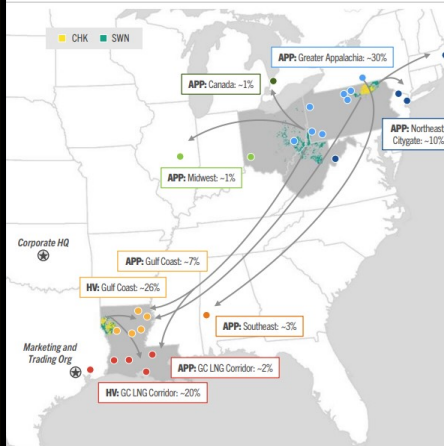 CHK SWN
APP: Greater Appalachia: ~30%
APP: Canada: ~1%
APP: Northeast
Citygate: ~10%
APP: Midwest: ~1%
Corporate HQ
APP: Gulf Coast: ~7%
HV: Gulf Coast: ~26%
APP: Southeast: ~3%
Marketing and
Trading Org
APP: GC LNG Corridor: ~2%
HV: GC LNG Corridor: ~20%